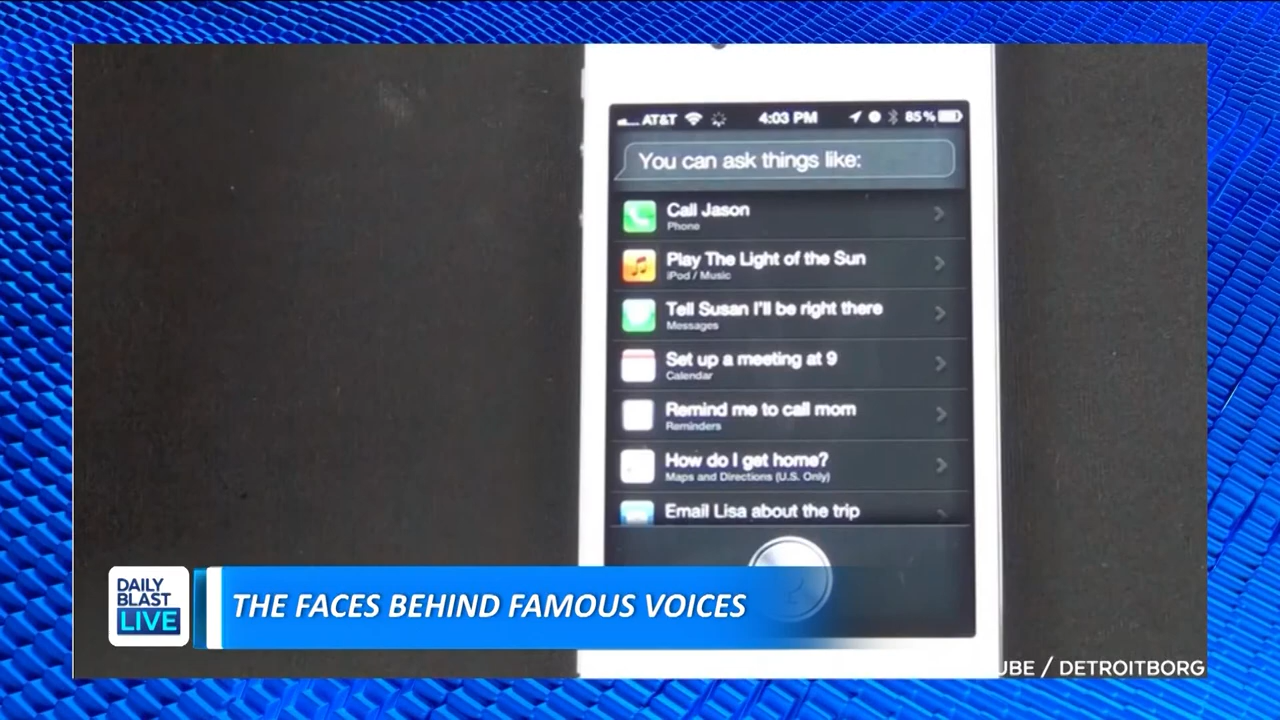 AT&T 4:03 PM 85%
You can ask things like:
Call Jason
Phone
Play The Light of the Sun
iPod / Music
Tell Susan I'll be right there
Messages
Set up a meeting at 9
Calendar
Remind me to call mom
Reminders
How do I get home?
Maps and Directions (U.S. Only)
Email Lisa about the trip
DAILY
BLAST
LIVE
THE FACES BEHIND FAMOUS VOICES
UBE / DETROITBORG